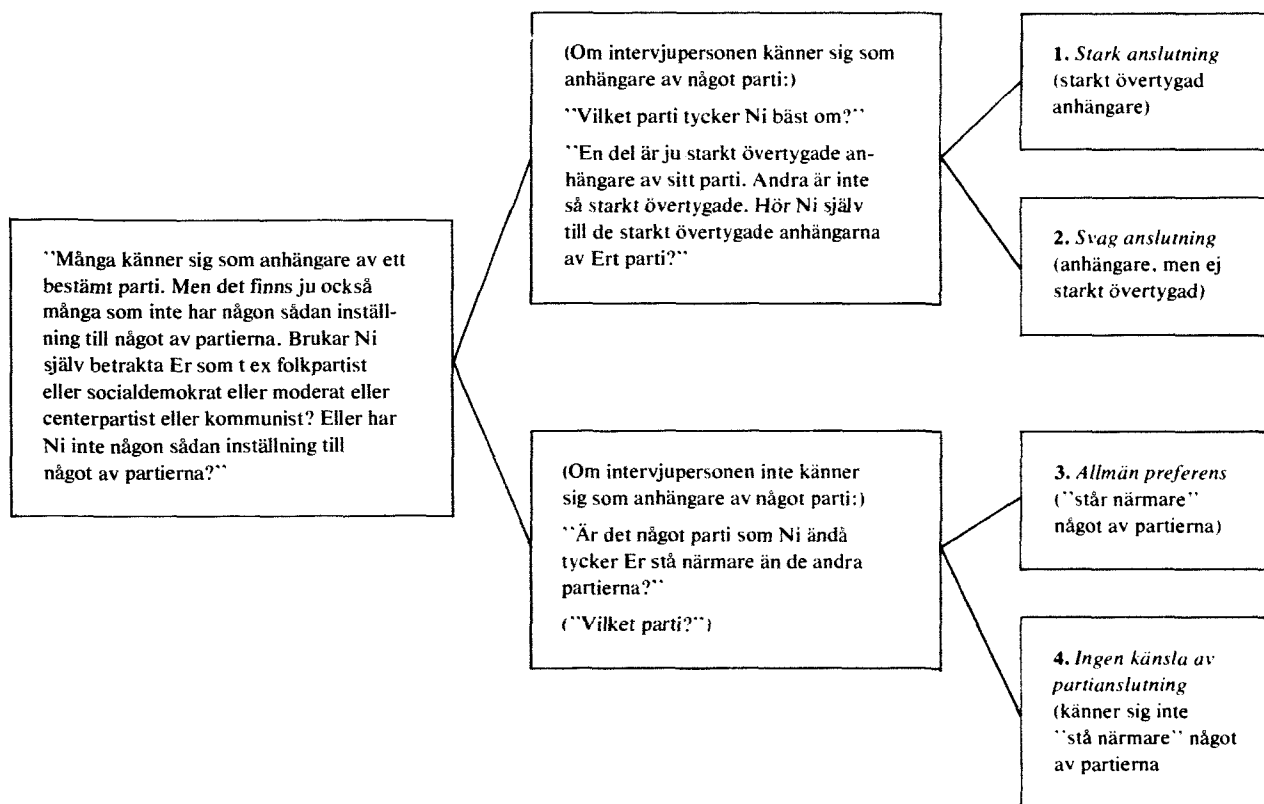 ``Många känner sig som anhängare av ett
bestämt parti. Men det finns ju också
många som inte har någon sådan inställ-
ning till något av partierna. Brukar Ni
själv betrakta Er som t ex folkpartist
eller socialdemokrat eller moderat eller
centerpartist eller kommunist? Eller har
Ni inte någon sådan inställning till
något av partierna?``
(Om intervjupersonen känner sig som
anhängare av något parti:)
``Vilket parti tycker Ni bäst om?``
``En del är ju starkt övertygade an-
hängare av sitt parti. Andra är inte
så starkt övertygade. Hör Ni själv
till de starkt övertygade anhängarna
av Ert parti?``
1. Stark anslutning
(starkt övertygad
anhängare)
2. Svag anslutning
(anhängare. men ej
starkt övertygad)
(Om intervjupersonen inte känner
sig som anhängare av något parti:)
``Är det något parti som Ni ändå
tycker Er stå närmare än de andra
partierna?``
(``Vilket parti?``)
3. Allmän preferens
(``står närmare``
något av partierna)
4. Ingen känsla av
partianslutning
(känner sig inte
``stå närmare`` något
av partierna